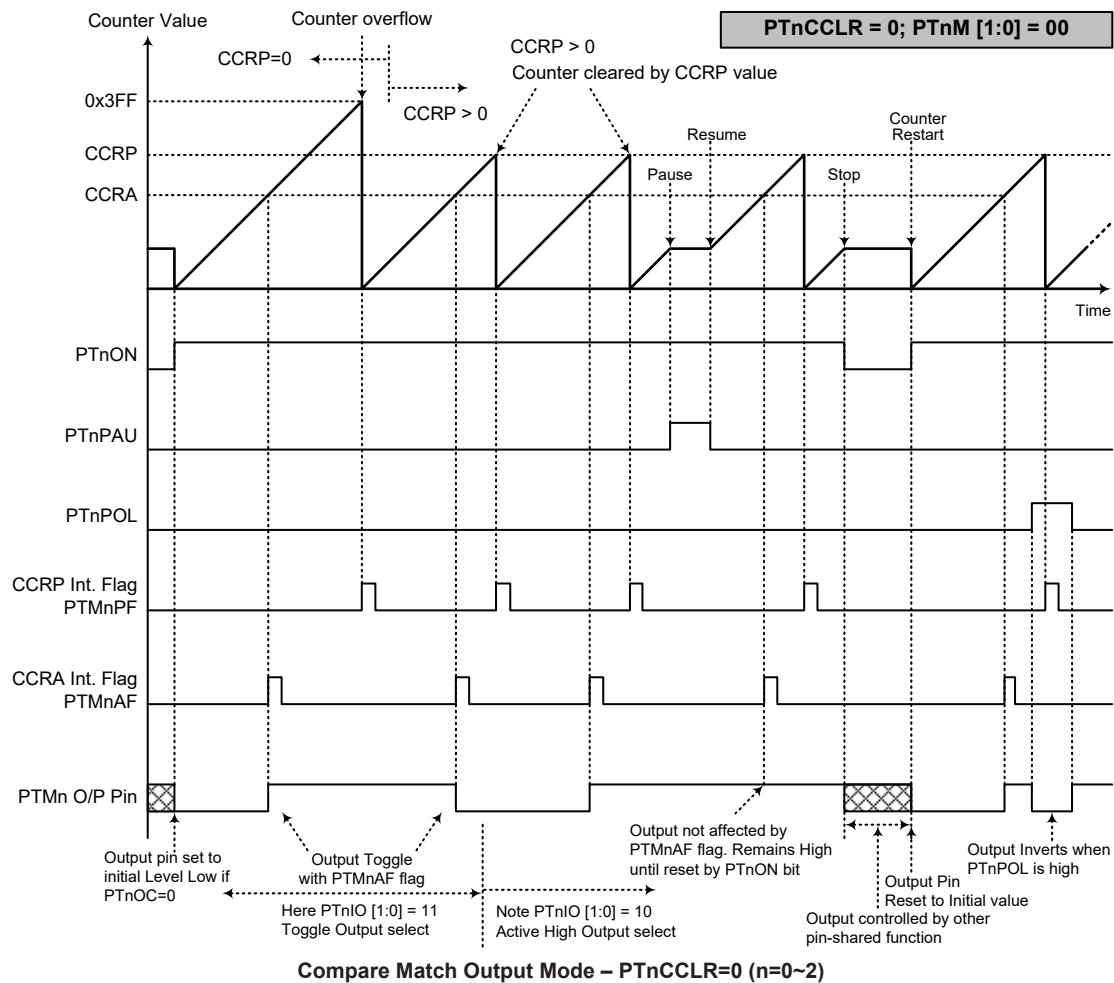 Counter Value
Counter overflow
PTnCCLR = 0; PTnM [1:0] = 00
CCRP=0
CCRP > 0
CCRP > 0
Counter cleared by CCRP value
0x3FF
CCRP
CCRA
Pause
Resume
Stop
Counter
Restart
Time
PTnON
PTnPAU
PTnPOL
CCRP Int. Flag
PTMnPF
CCRA Int. Flag
PTMnAF
PTMn O/P Pin
Output pin set to
initial Level Low if
PTnOC=0
Output Toggle
with PTMnAF flag
Here PTnIO [1:0] = 11
Toggle Output select
Note PTnIO [1:0] = 10
Active High Output select
Output not affected by
PTMnAF flag. Remains High
until reset by PTnON bit
Output Pin
Reset to Initial value
Output controlled by other
pin-shared function
Output Inverts when
PTnPOL is high
Compare Match Output Mode – PTnCCLR=0 (n=0~2)